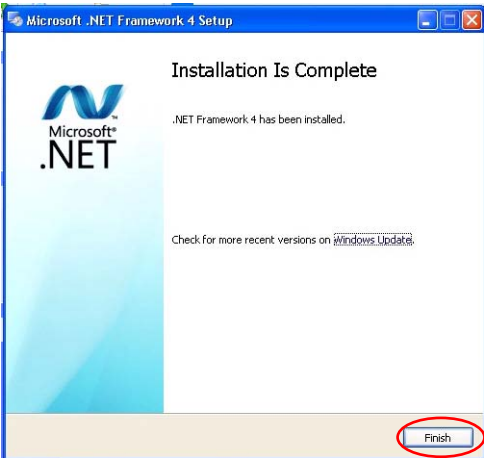 Microsoft .NET Framework 4 Setup
Installation Is Complete
Microsoft®
.NET
.NET Framework 4 has been installed.
Check for more recent versions on Windows Update.
Finish